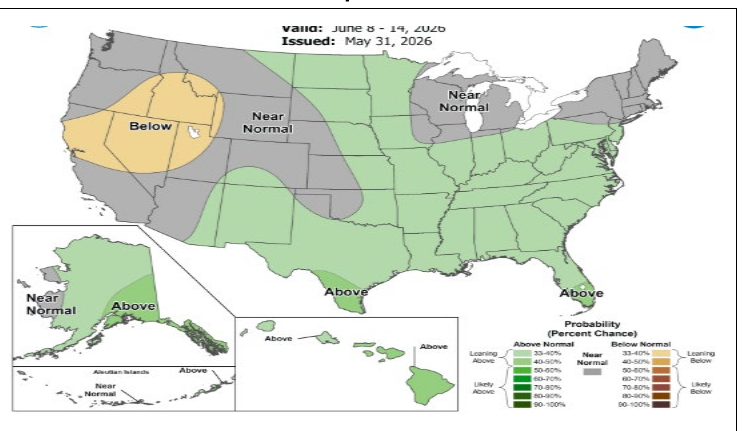 Valid: June 8 - 14, 2026
Issued: May 31, 2026
Near
Normal
Near
Normal
Below
Above
Above
Near
Normal
Above
Above
Above
Aleutian Islands
Above
Near
Normal
Probability
(Percent Change)
Above Normal
Below Normal
Leaning
Above
33-40%
40-50%
50-60%
60-70%
70-80%
80-90%
90-100%
Likely
Above
Near
Normal
33-40%
40-50%
50-60%
60-70%
70-80%
80-90%
90-100%
Leaning
Below
Likely
Below